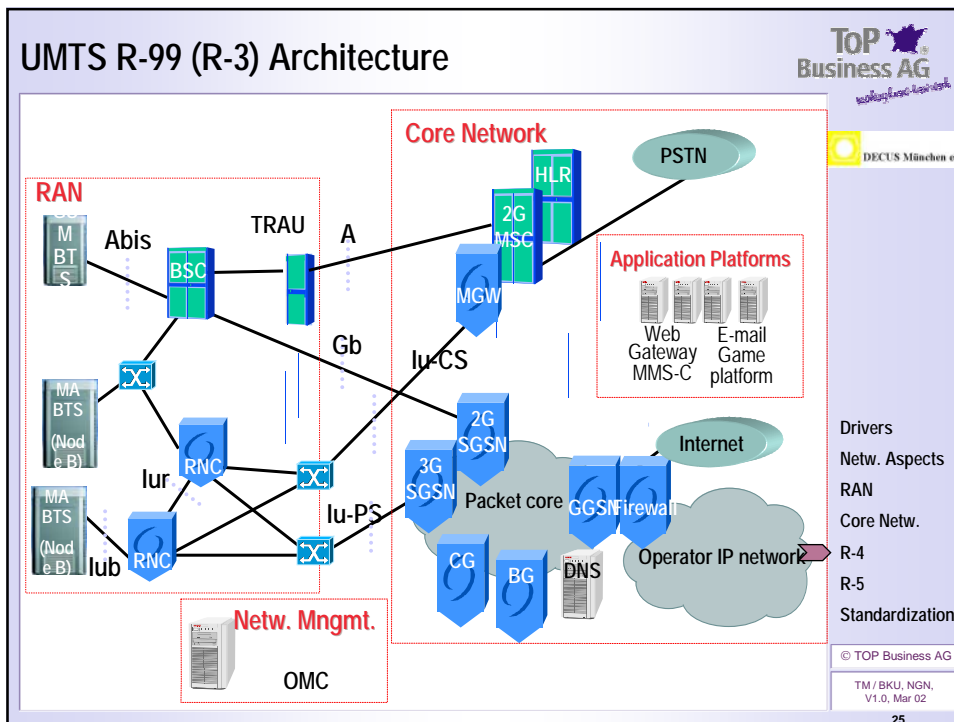 UMTS R-99 (R-3) Architecture
ToP
Business AG
DECUS München e
Core Network
PSTN
HLR
2G
MSC
MGW
RAN
M
BT
S
Abis
BSC
TRAU
A
Application Platforms
Web
Gateway
MMS-C
E-mail
Game
platform
Gb
Iu-CS
MA
BTS
(Nod
e B)
RNC
Iur
2G
SGSN
3G
SGSN
Packet core
Internet
GGSN
Firewall
Iu-PS
MA
BTS
(Nod
e B)
Iub
RNC
CG
BG
DNS
Operator IP network
Netw. Mngmt.
OMC
Drivers
Netw. Aspects
RAN
Core Netw.
R-4
R-5
Standardization
© TOP Business AG
TM / BKU, NGN,
V1.0, Mar 02
25